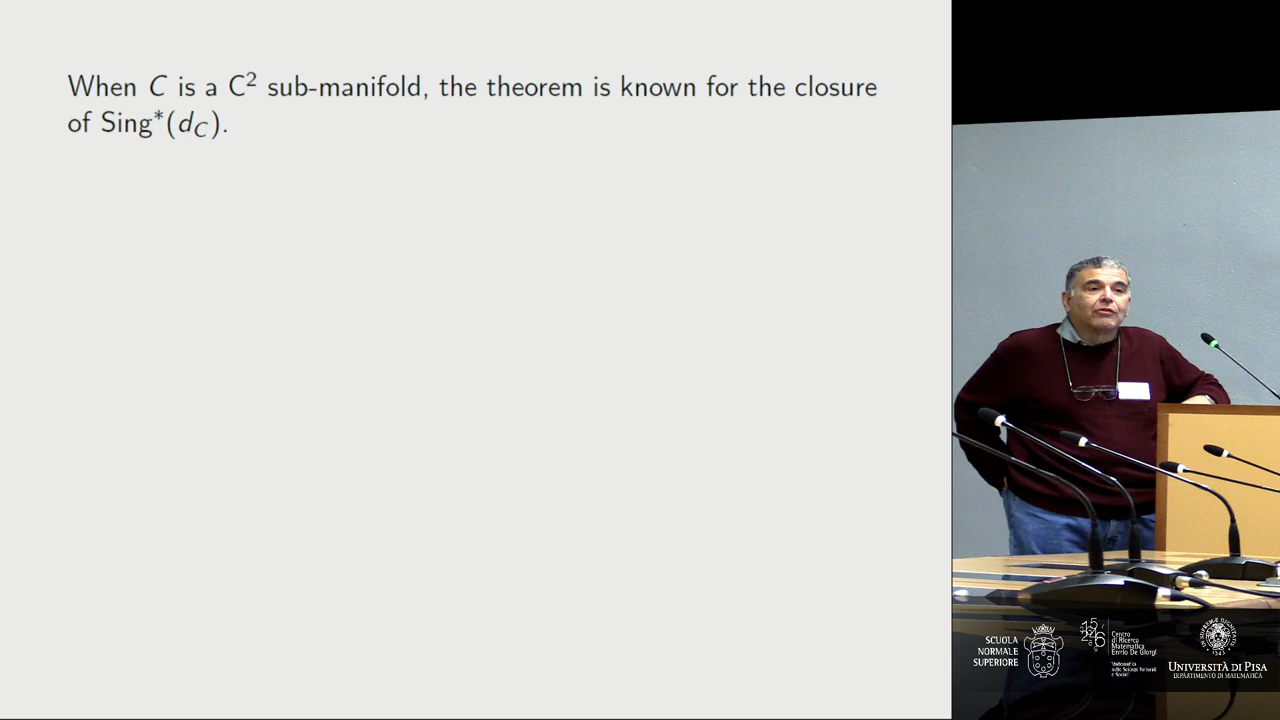 When C is a C² sub-manifold, the theorem is known for the closure
of Sing*(d_C).
SCUOLA
NORMALE
SUPERIORE
Centro
di Ricerca
Matematica
Ennio De Giorgi
UNIVERSITÀ DI PISA
DIPARTIMENTO DI MATEMATICA